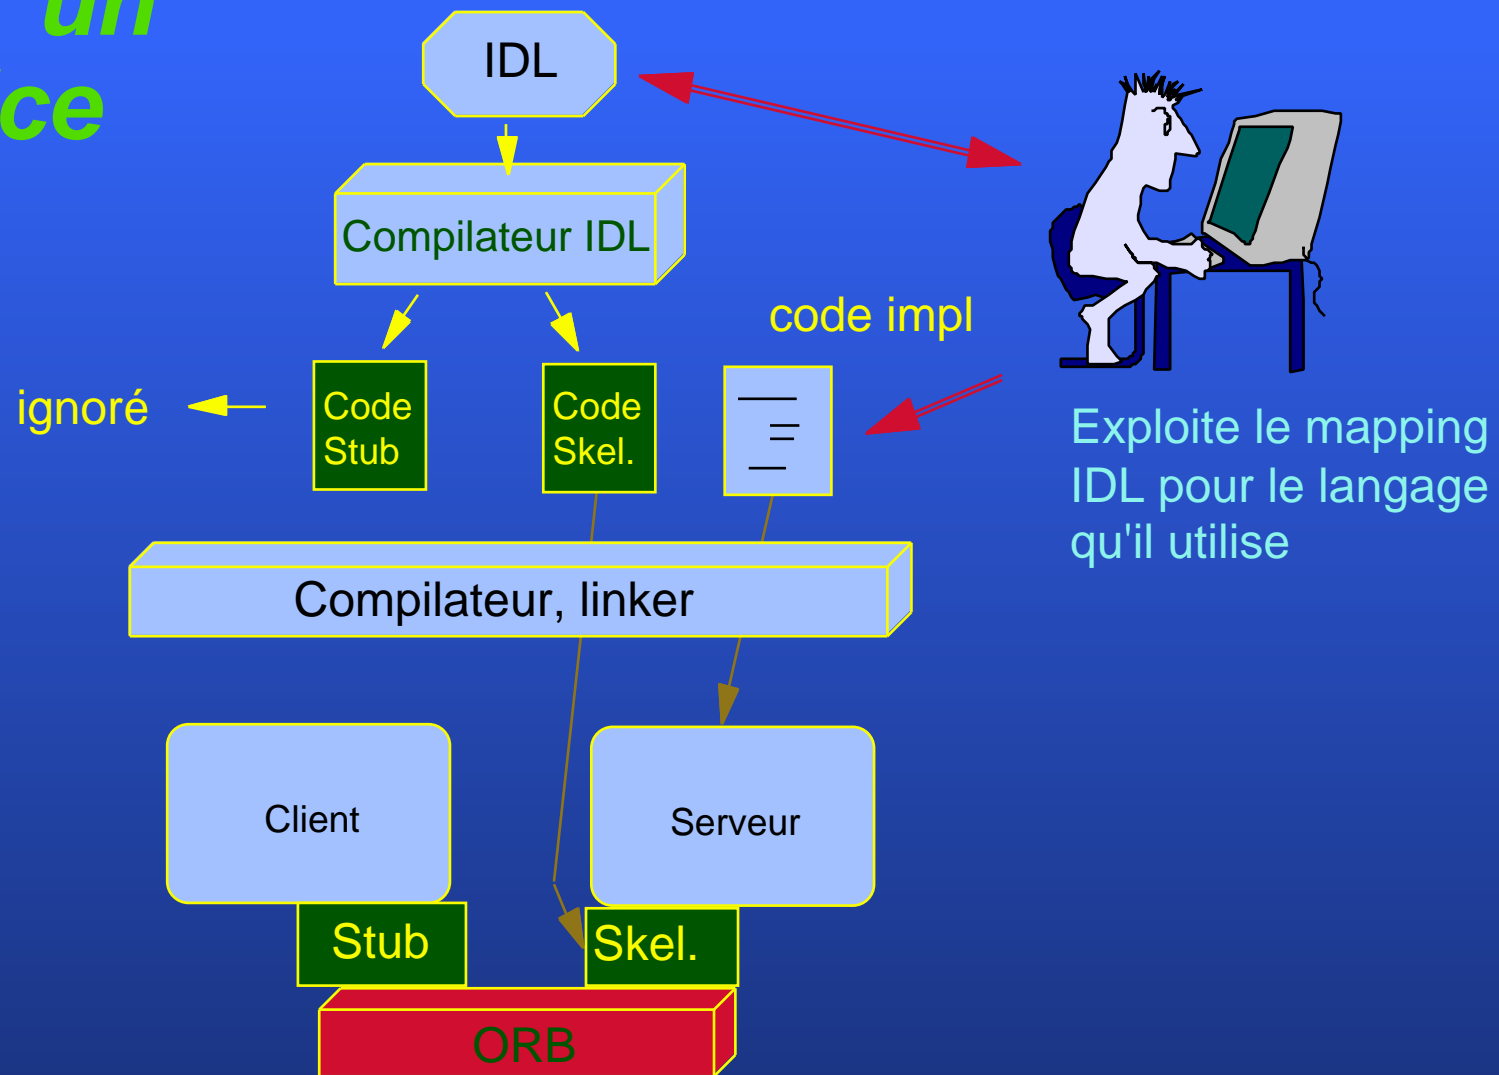 un
IDL
Compilateur IDL
code impl
ignoré
Code
Stub
Code
Skel.
Exploite le mapping
IDL pour le langage
qu'il utilise
Compilateur, linker
Client
Serveur
Stub
Skel.
ORB